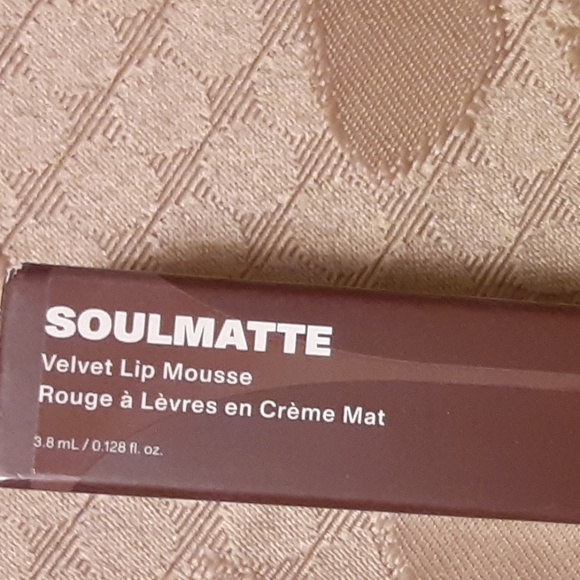 SOULMATTE
Velvet Lip Mousse
Rouge à Lèvres en Crème Mat
3.8 mL / 0.128 fl. oz.